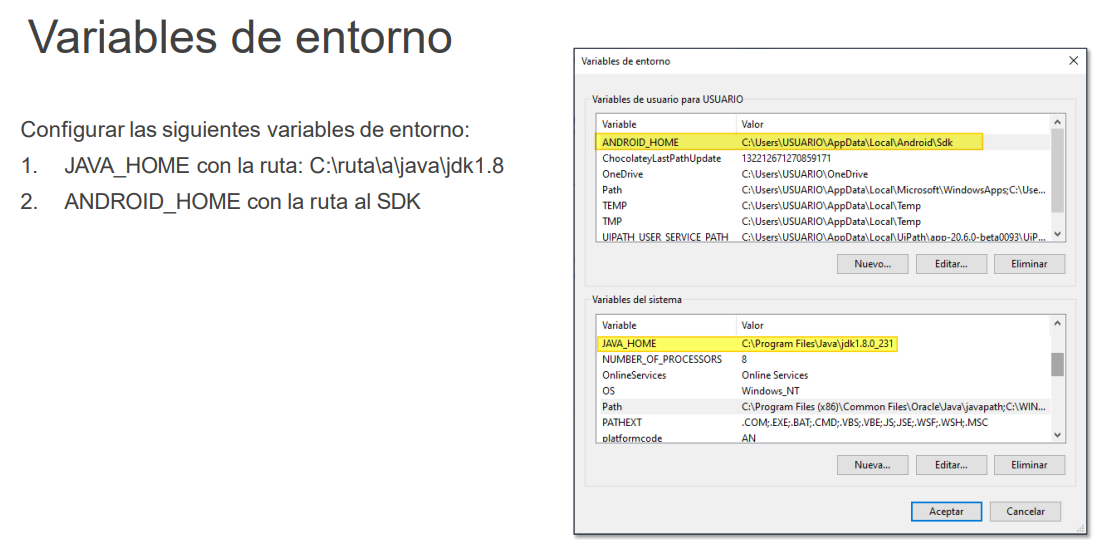 Variables de entorno
Configurar las siguientes variables de entorno:
1. JAVA_HOME con la ruta: C:\ruta\a\java\jdk1.8
2. ANDROID_HOME con la ruta al SDK
Variables de entorno
Variables de usuario para USUARIO
Variable Valor
ANDROID_HOME C:\Users\USUARIO\AppData\Local\Android\Sdk
ChocolateyLastPathUpdate 132212671270859171
OneDrive C:\Users\USUARIO\OneDrive
Path C:\Users\USUARIO\AppData\Local\Microsoft\WindowsApps;C:\Use...
TEMP C:\Users\USUARIO\AppData\Local\Temp
TMP C:\Users\USUARIO\AppData\Local\Temp
UIPATH_USER_SERVICE_PATH C:\Users\USUARIO\AppData\Local\UiPath\app-20.6.0-beta0093\UiP...
Nuevo... Editar... Eliminar
Variables del sistema
Variable Valor
JAVA_HOME C:\Program Files\Java\jdk1.8.0_231
NUMBER_OF_PROCESSORS 8
OnlineServices Online Services
OS Windows_NT
Path C:\Program Files (x86)\Common Files\Oracle\Java\javapath;C:\WIN...
PATHEXT .COM;.EXE;.BAT;.CMD;.VBS;.VBE;.JS;.JSE;.WSF;.WSH;.MSC
platformcode AN
Nueva... Editar... Eliminar
Aceptar Cancelar